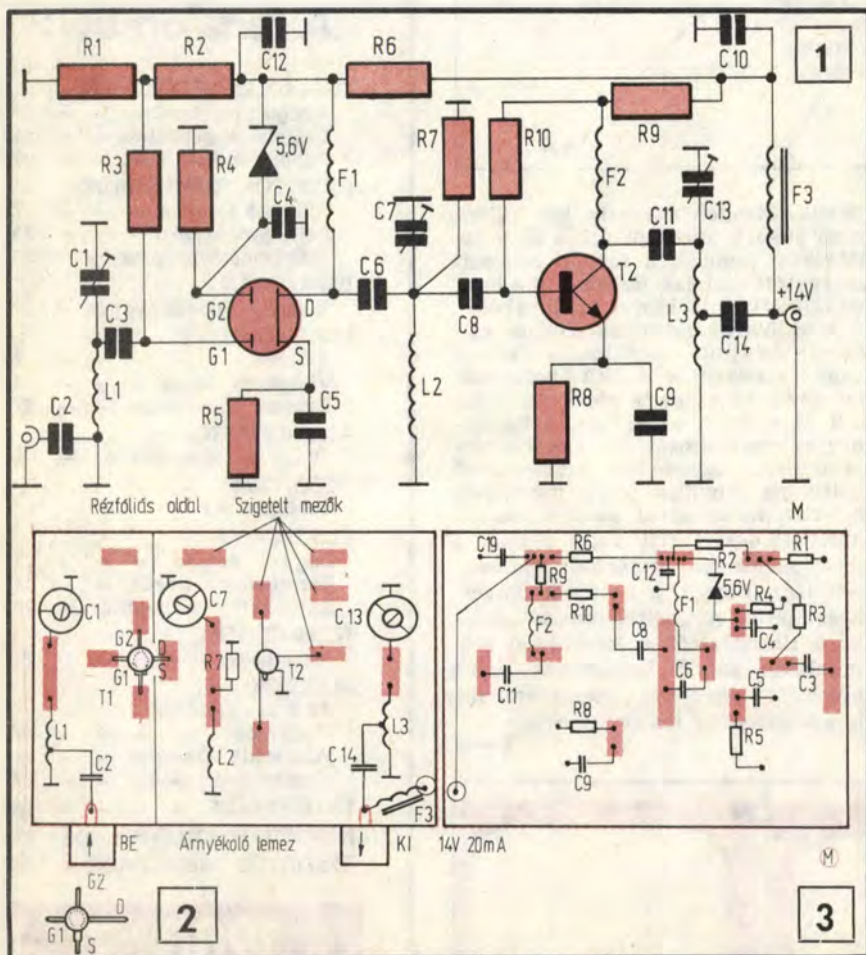 1
C12
C10
R1
R2
R6
R9
R3
R4
5,6V
F1
R7
R10
F2
C4
C7
C13
F3
C1
C11
G2
D
C6
T2
C3
G1
S
C8
L3
+14V
C14
L1
L2
C2
R5
C5
R8
C9
Rézfóliás oldal
Szigetelt mezők
M
C1
G2
D
G1
S
T1
C7
R7
T2
C13
L1
L2
L3
C2
C14
F3
BE
Árnyékoló lemez
KI
14V 20mA
G2
D
G1
S
2
C19
R6
R9
R2
R1
C12
5,6V
R10
F1
R4
R3
F2
C8
C4
C11
C6
C5
C3
R8
R5
C9
M
3